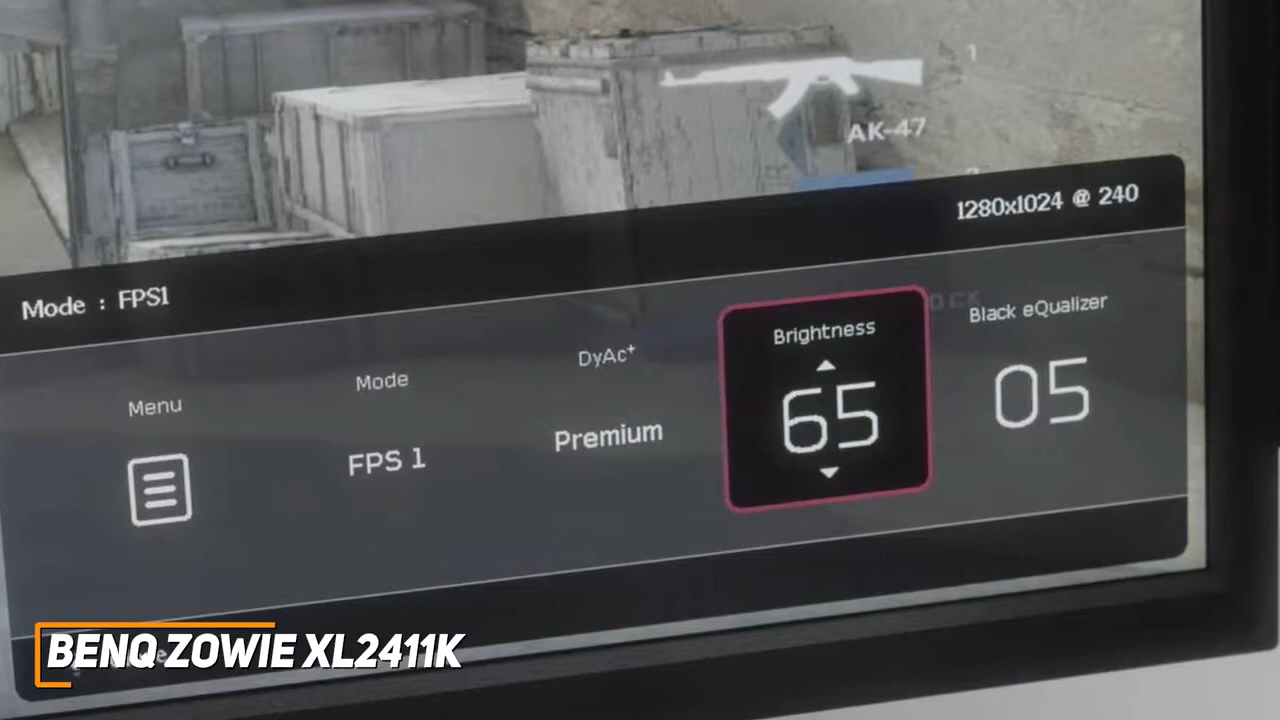 1
AK-47
1280x1024 @ 240
Mode : FPS1
Menu
Mode
FPS 1
DyAc+
Premium
Brightness
65
Black eQualizer
05
BENQ ZOWIE XL2411K